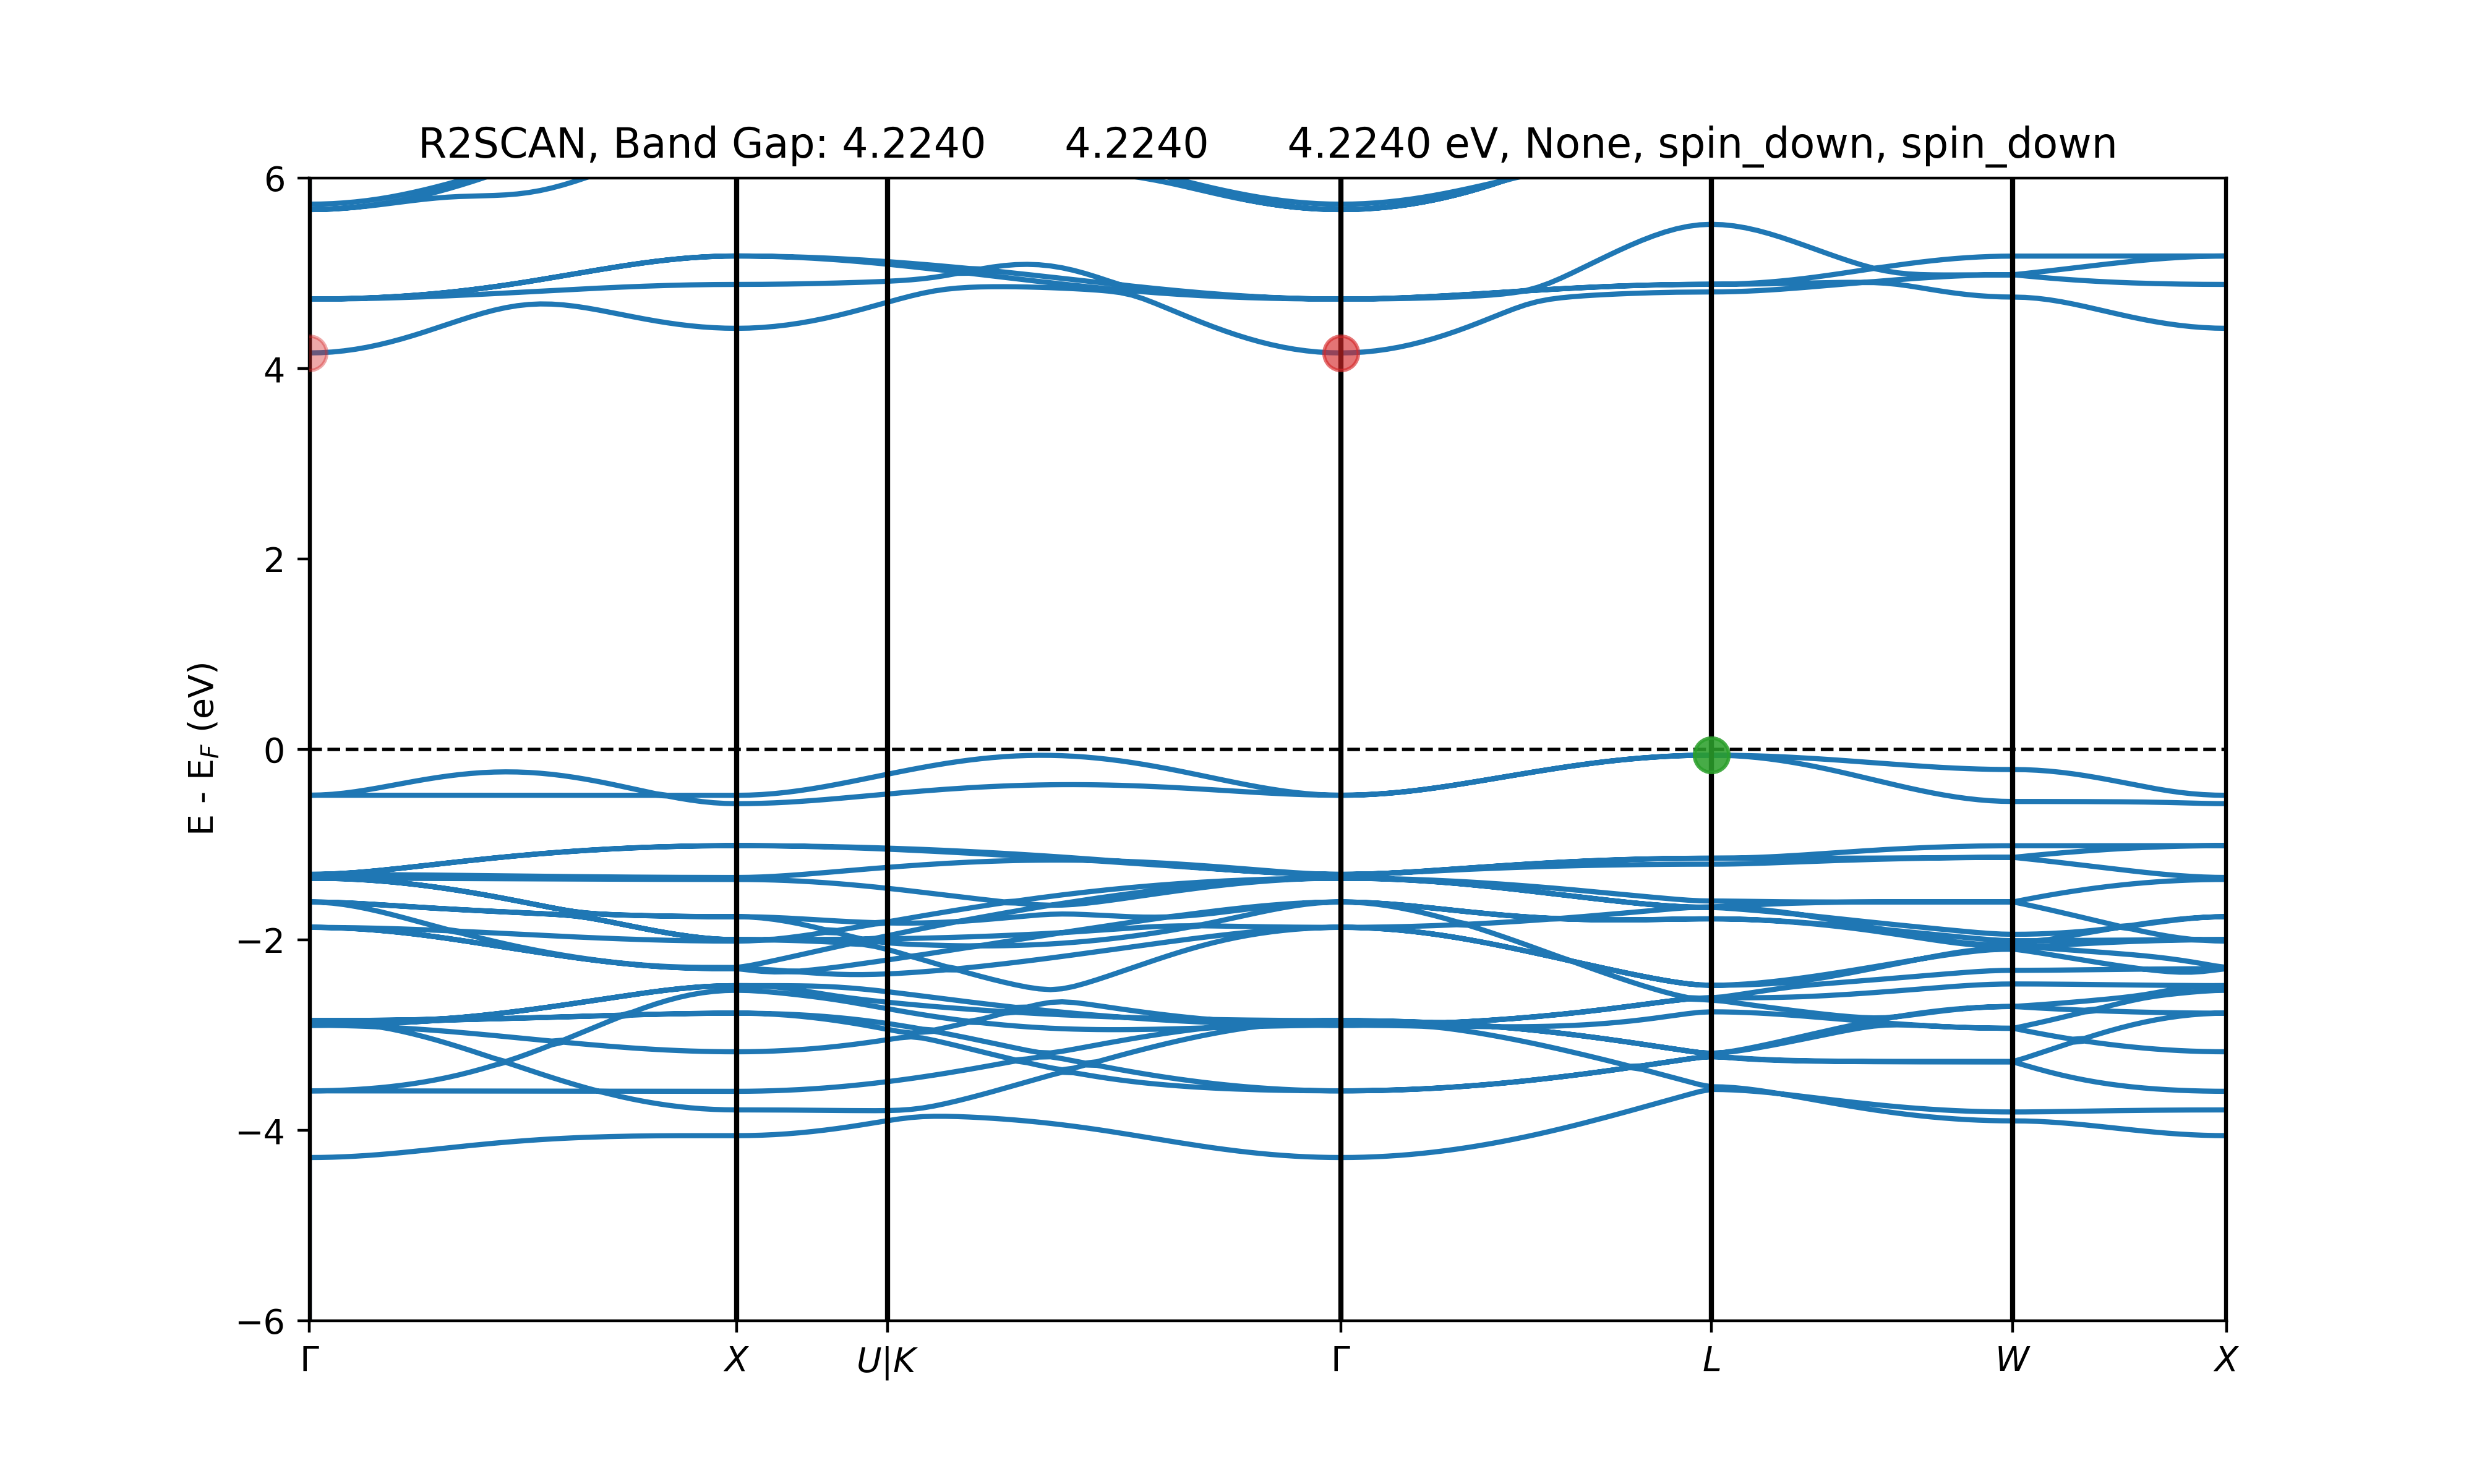 R2SCAN, Band Gap: 4.2240 4.2240 4.2240 eV, None, spin_down, spin_down
6
4
2
0
−2
−4
−6
E - E_F (eV)
Γ X U|K Γ L W X